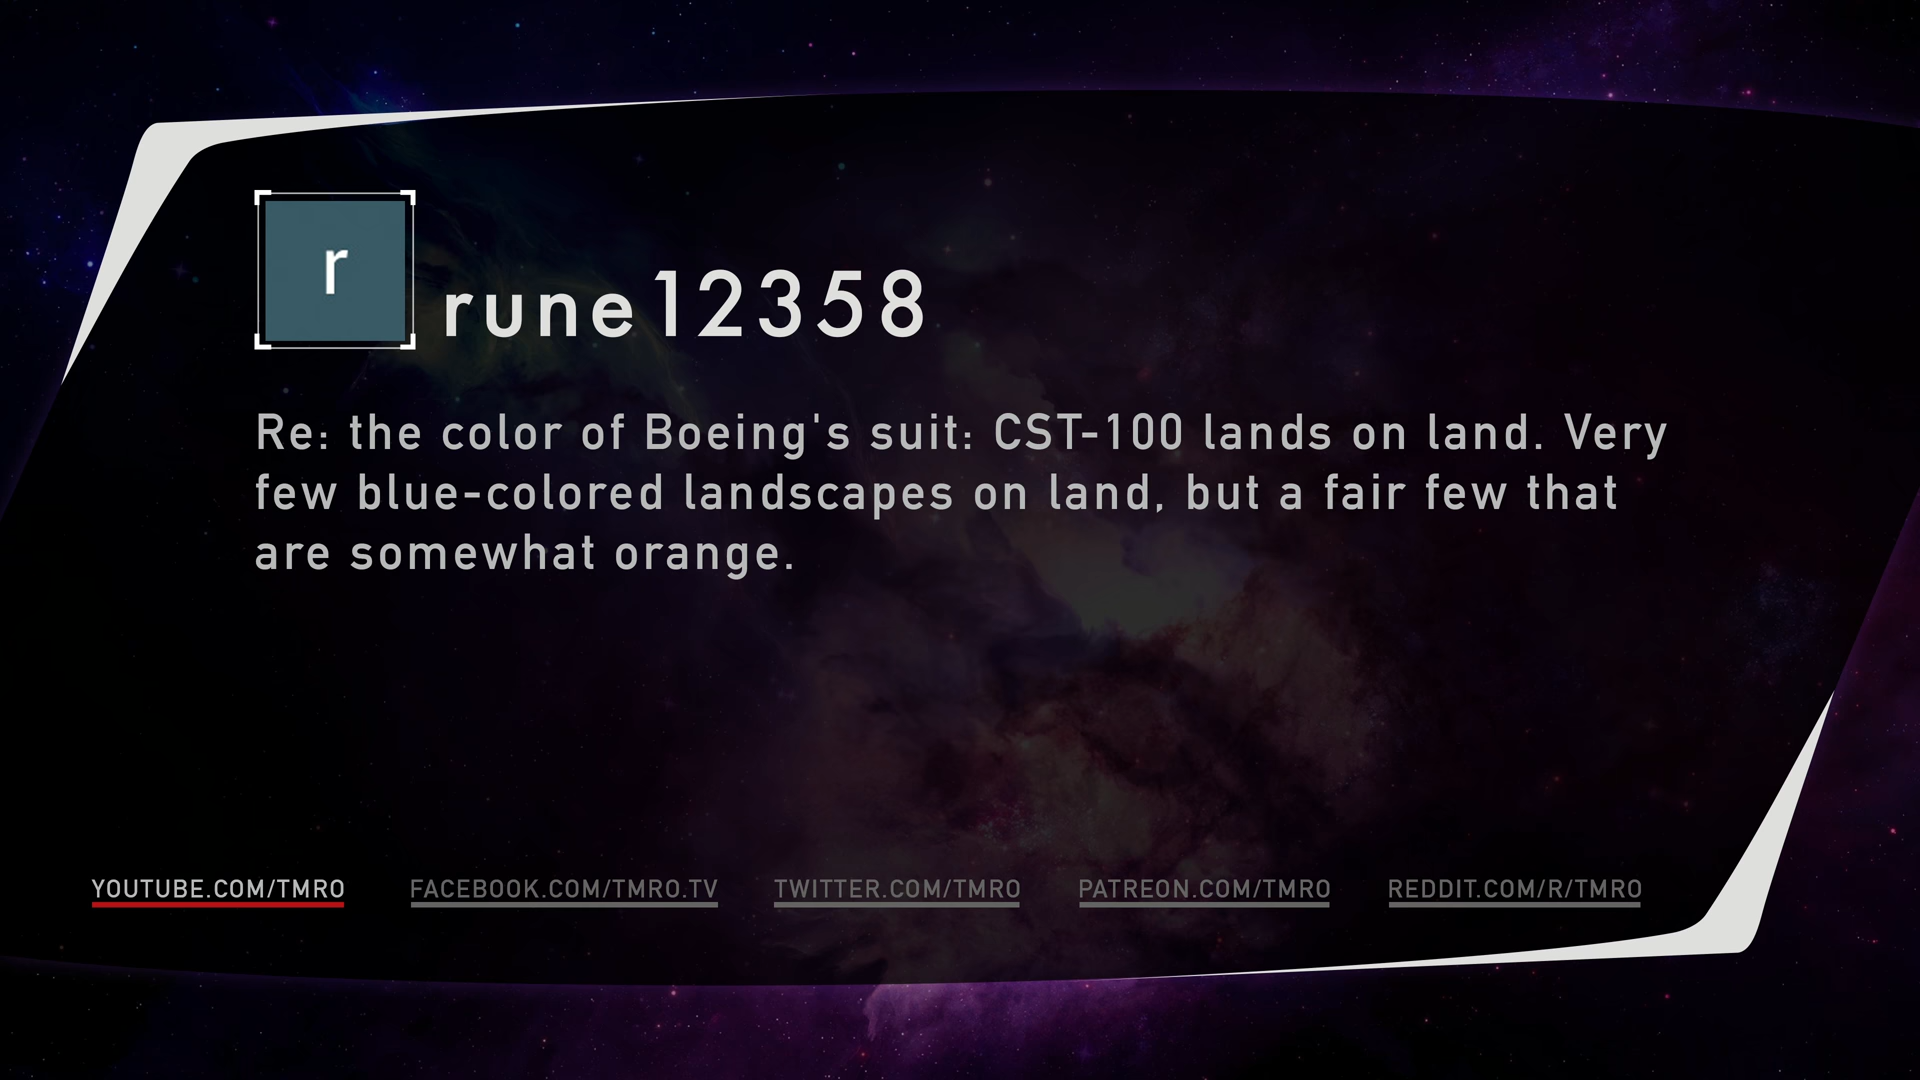 r
rune12358
Re: the color of Boeing's suit: CST-100 lands on land. Very
few blue-colored landscapes on land, but a fair few that
are somewhat orange.
YOUTUBE.COM/TMRO FACEBOOK.COM/TMRO.TV TWITTER.COM/TMRO PATREON.COM/TMRO REDDIT.COM/R/TMRO